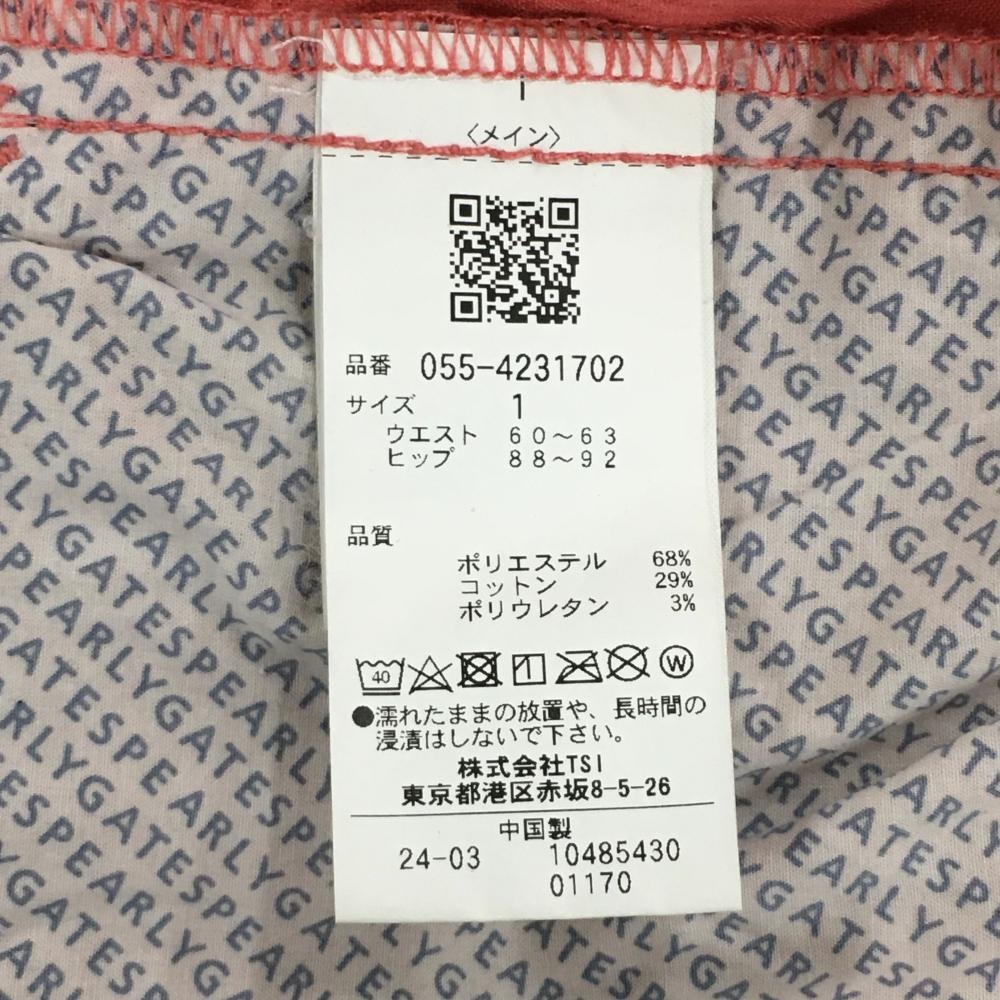 〈メイン〉
品番 055-4231702
サイズ 1
ウエスト 60～63
ヒップ 88～92
品質
ポリエステル 68%
コットン 29%
ポリウレタン 3%
40 W
●濡れたままの放置や、長時間の
浸漬はしないで下さい。
株式会社TSI
東京都港区赤坂8-5-26
中国製
24-03 10485430
01170
PEARLYGATES